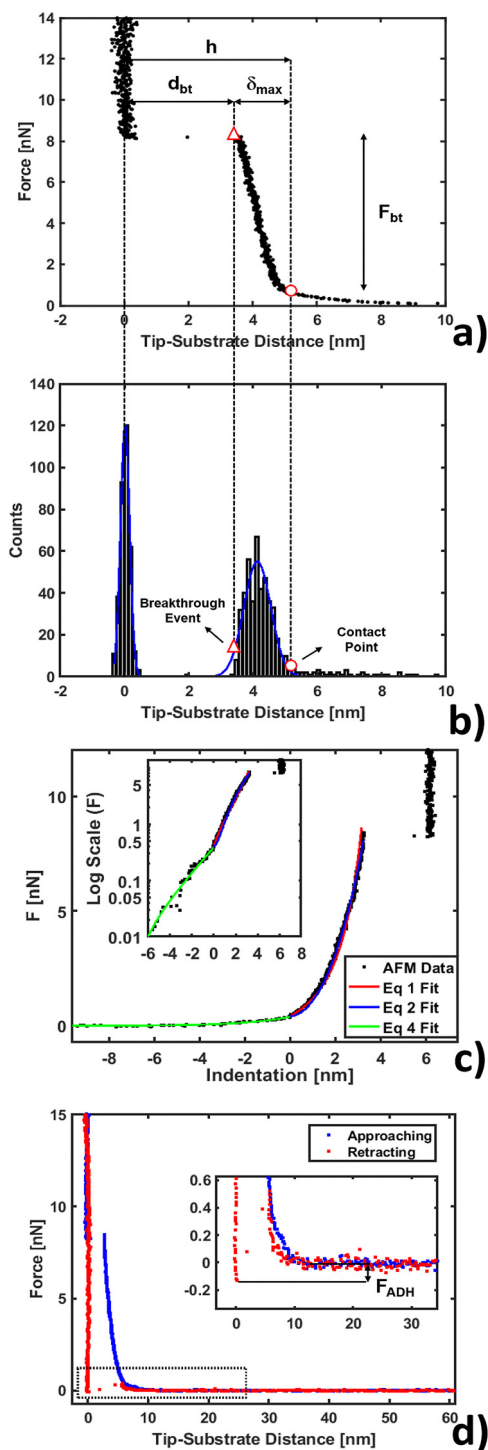 14
12
10
8
6
4
2
0
Force [nN]
h
d_bt
δ_max
F_bt
-2
0
2
4
6
8
10
Tip-Substrate Distance [nm]
a)
140
120
100
80
60
40
20
0
Counts
Breakthrough
Event
Contact
Point
-2
0
2
4
6
8
10
Tip-Substrate Distance [nm]
b)
10
5
0
F [nN]
Log Scale (F)
5
1
0.5
0.1
0.05
0.01
-6
-4
-2
0
2
4
6
8
AFM Data
Eq 1 Fit
Eq 2 Fit
Eq 4 Fit
-8
-6
-4
-2
0
2
4
6
Indentation [nm]
c)
15
10
5
0
Force [nN]
Approaching
Retracting
0.6
0.4
0.2
0
-0.2
F_ADH
0
10
20
30
0
10
20
30
40
50
60
Tip-Substrate Distance [nm]
d)